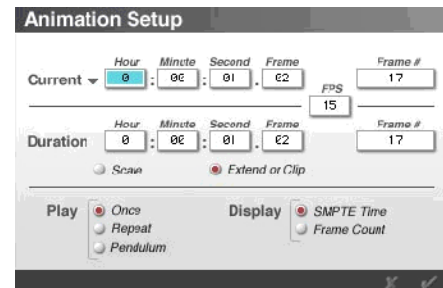 Animation Setup
Hour Minute Second Frame Frame #
Current 0 : 00 : 01 . 02 17
FPS
15
Hour Minute Second Frame Frame #
Duration 0 : 00 : 01 . 02 17
Scale Extend or Clip
Play Once Display SMPTE Time
Repeat Frame Count
Pendulum